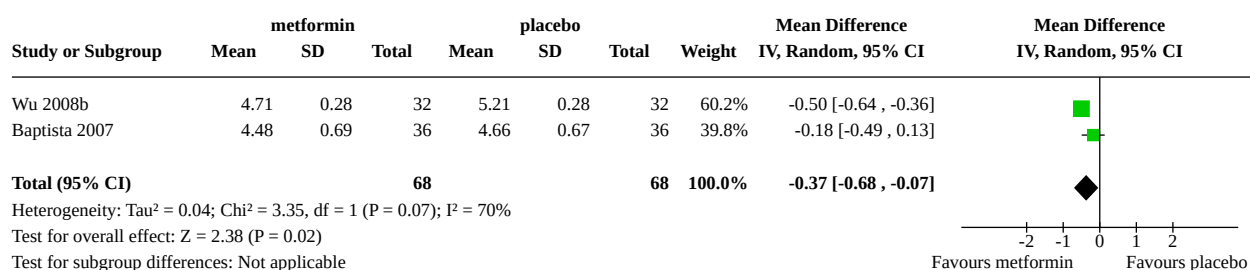 metformin placebo Mean Difference Mean Difference
Study or Subgroup Mean SD Total Mean SD Total Weight IV, Random, 95% CI IV, Random, 95% CI
Wu 2008b 4.71 0.28 32 5.21 0.28 32 60.2% -0.50 [-0.64 , -0.36]
Baptista 2007 4.48 0.69 36 4.66 0.67 36 39.8% -0.18 [-0.49 , 0.13]
Total (95% CI) 68 68 100.0% -0.37 [-0.68 , -0.07]
Heterogeneity: Tau² = 0.04; Chi² = 3.35, df = 1 (P = 0.07); I² = 70%
Test for overall effect: Z = 2.38 (P = 0.02)
-2 -1 0 1 2
Test for subgroup differences: Not applicable Favours metformin Favours placebo